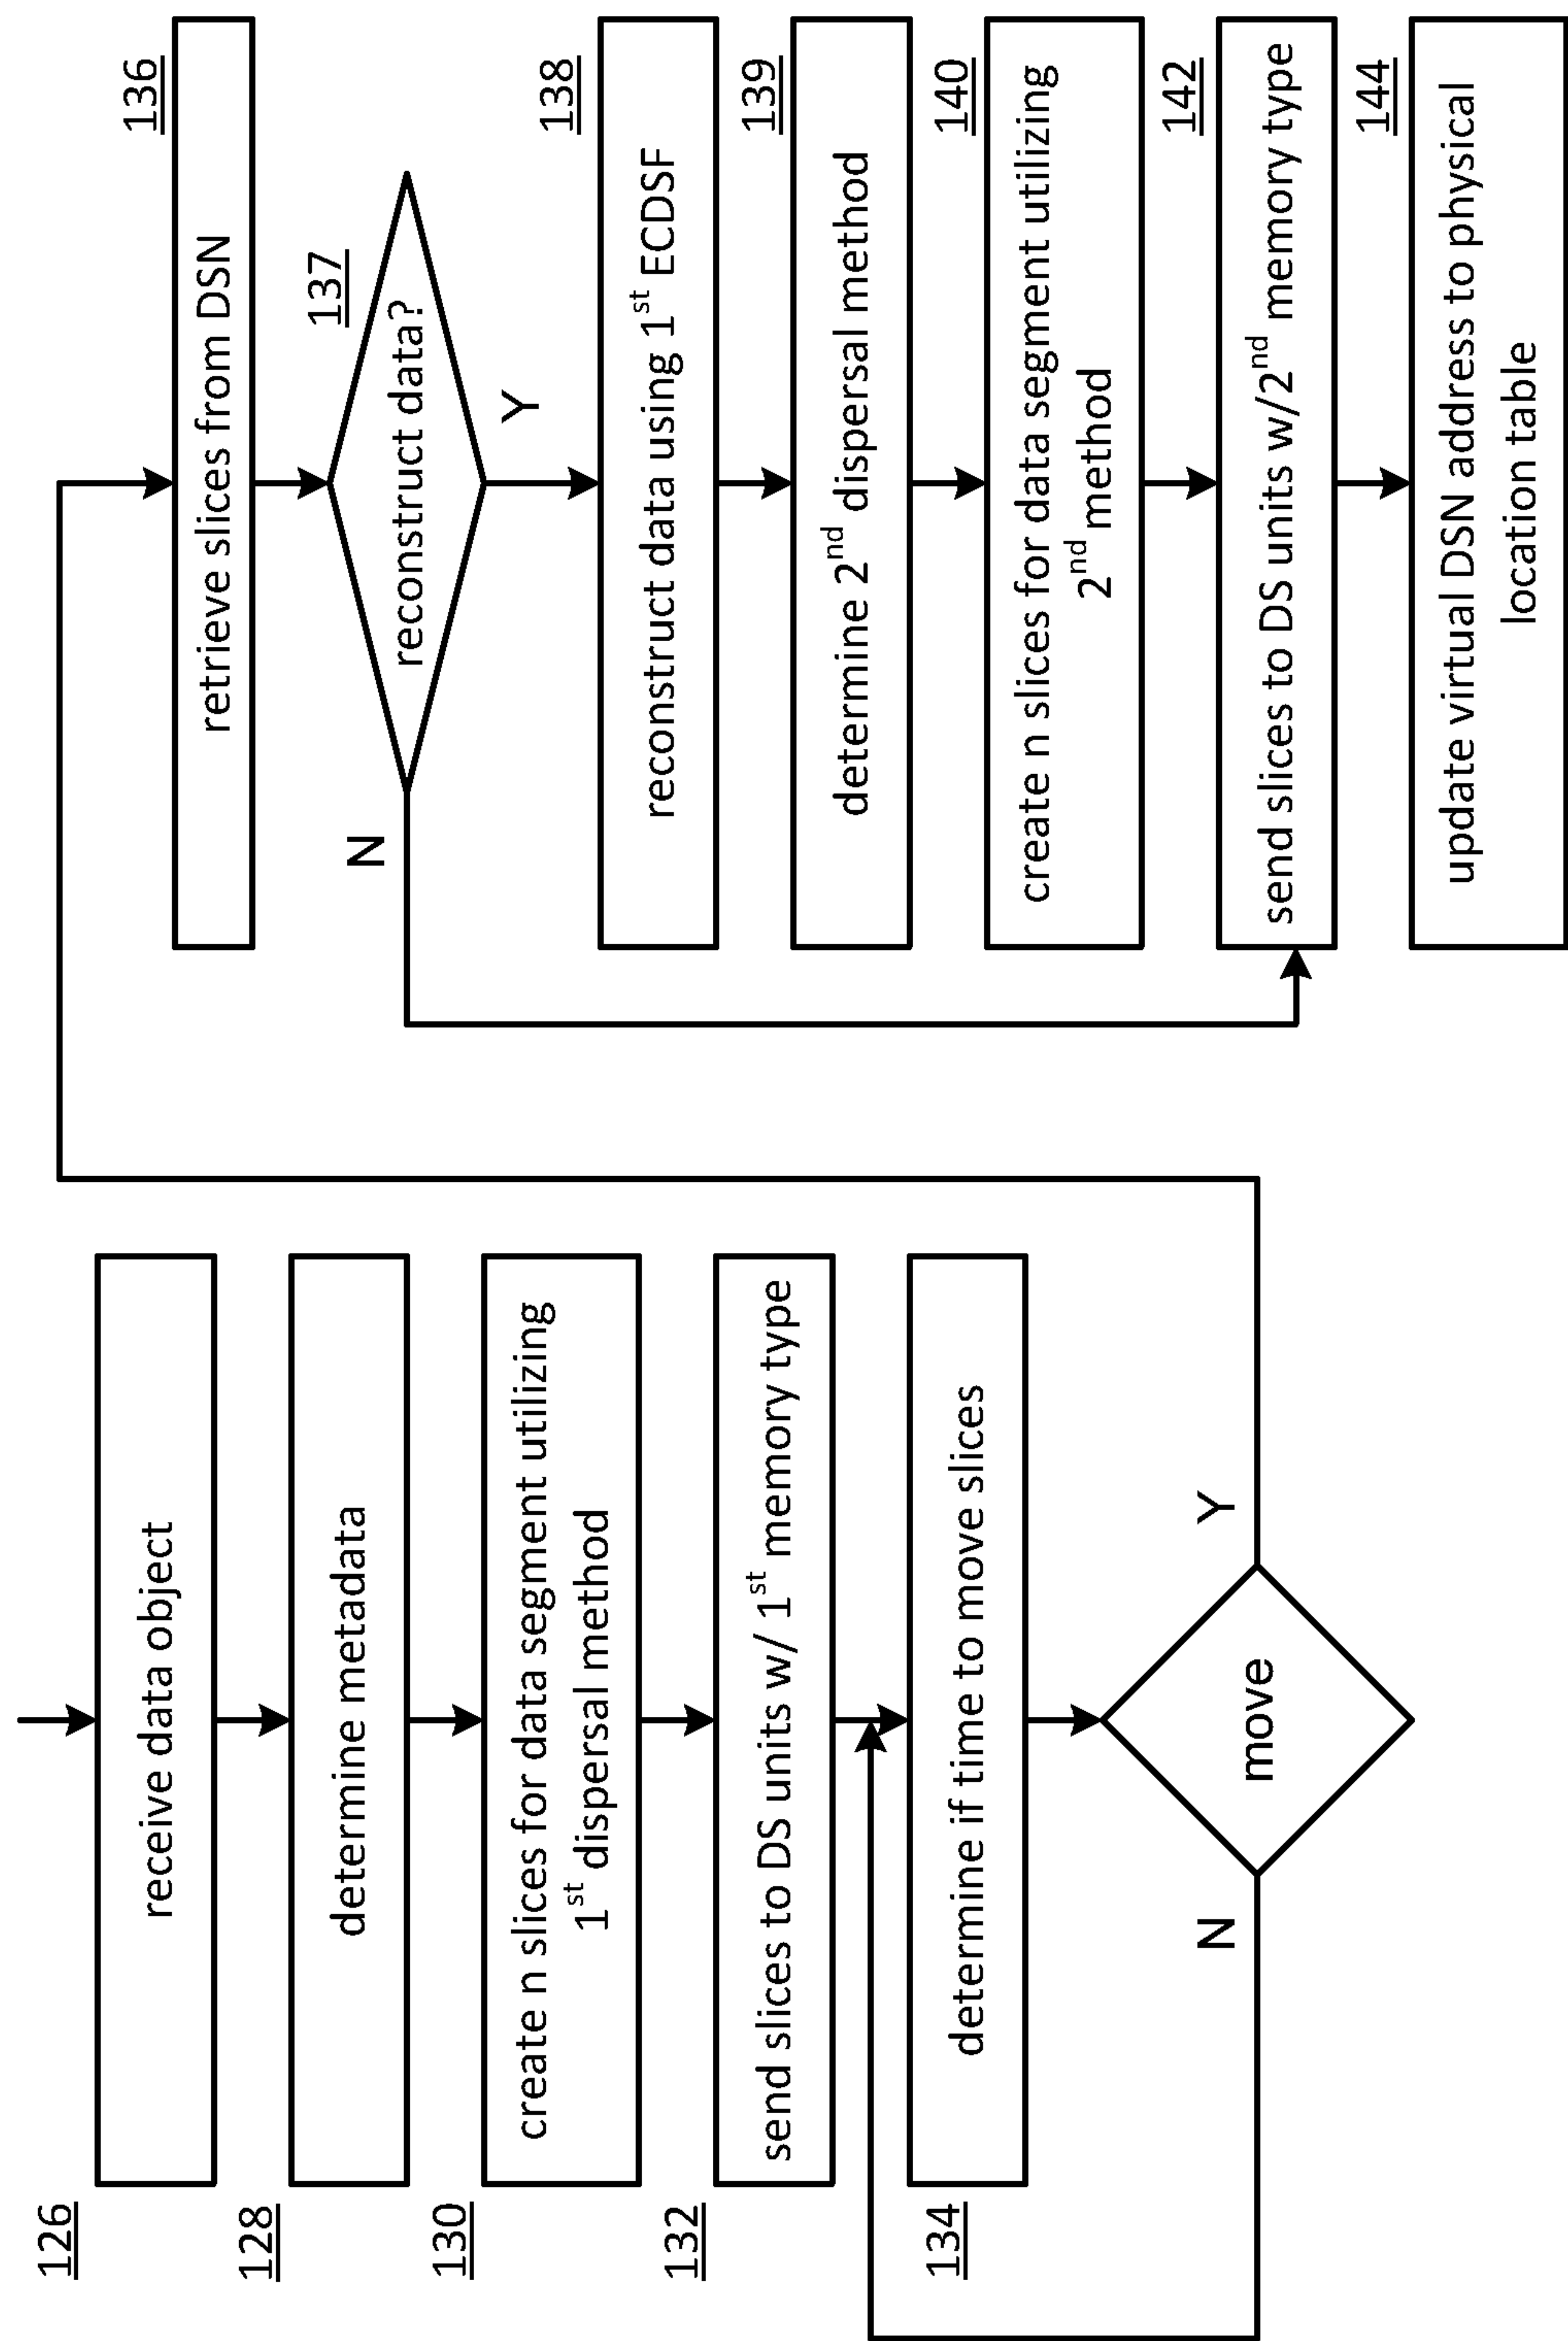 126
receive data object
128
determine metadata
130
create n slices for data segment utilizing
1st dispersal method
132
send slices to DS units w/ 1st memory type
134
determine if time to move slices
move
N
Y
136
retrieve slices from DSN
137
reconstruct data?
N
Y
138
reconstruct data using 1st ECDSF
139
determine 2nd dispersal method
140
create n slices for data segment utilizing
2nd method
142
send slices to DS units w/2nd memory type
144
update virtual DSN address to physical
location table